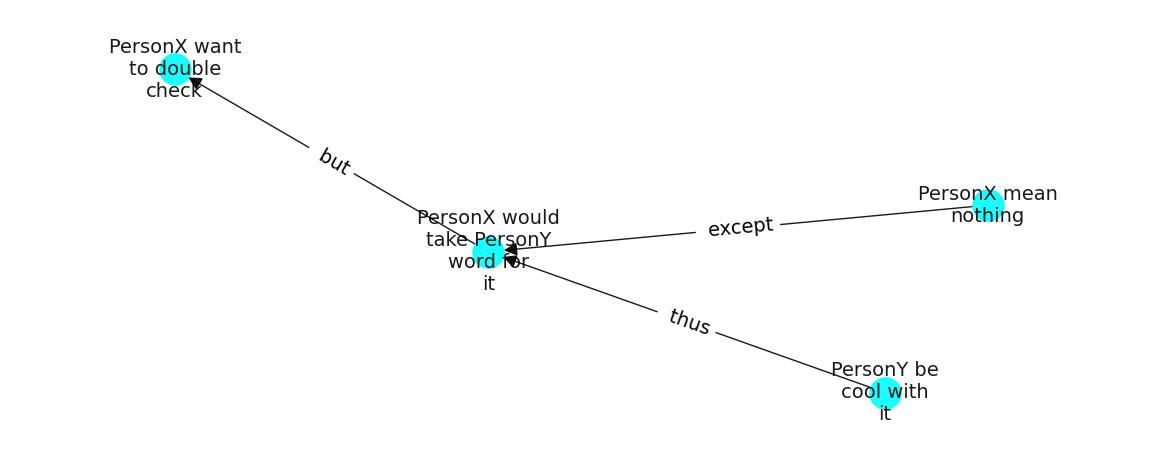 PersonX want
to double
check
but
PersonX would
take PersonY
word for
it
except
PersonX mean
nothing
thus
PersonY be
cool with
it